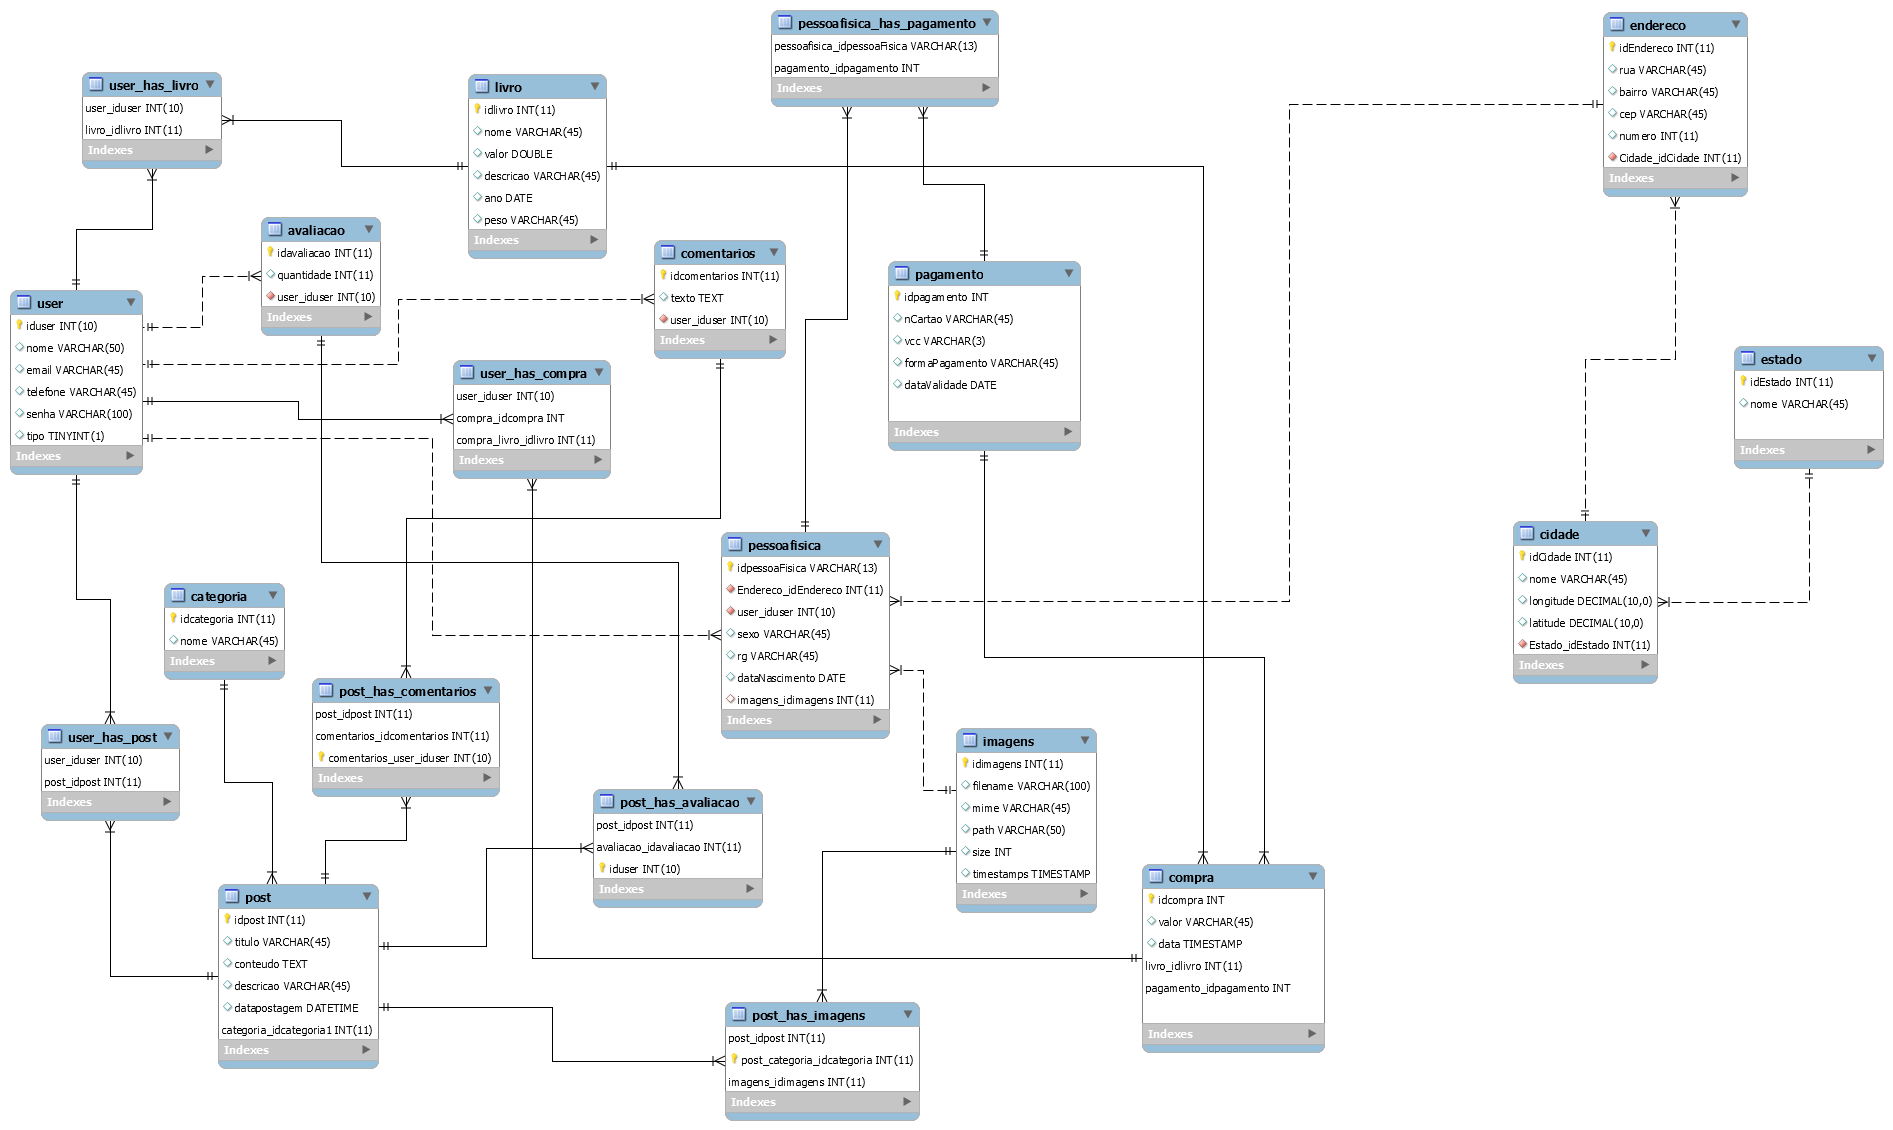 pessoafisica_has_pagamento
pessoafisica_idpessoaFisica VARCHAR(13)
pagamento_idpagamento INT
Indexes
endereco
idEndereco INT(11)
rua VARCHAR(45)
bairro VARCHAR(45)
cep VARCHAR(45)
numero INT(11)
Cidade_idCidade INT(11)
Indexes
user_has_livro
user_iduser INT(10)
livro_idlivro INT(11)
Indexes
livro
idlivro INT(11)
nome VARCHAR(45)
valor DOUBLE
descricao VARCHAR(45)
ano DATE
peso VARCHAR(45)
Indexes
avaliacao
idavaliacao INT(11)
quantidade INT(11)
user_iduser INT(10)
Indexes
comentarios
idcomentarios INT(11)
texto TEXT
user_iduser INT(10)
Indexes
pagamento
idpagamento INT
nCartao VARCHAR(45)
vcc VARCHAR(3)
formaPagamento VARCHAR(45)
dataValidade DATE
Indexes
user
iduser INT(10)
nome VARCHAR(50)
email VARCHAR(45)
telefone VARCHAR(45)
senha VARCHAR(100)
tipo TINYINT(1)
Indexes
user_has_compra
user_iduser INT(10)
compra_idcompra INT
compra_livro_idlivro INT(11)
Indexes
estado
idEstado INT(11)
nome VARCHAR(45)
Indexes
cidade
idCidade INT(11)
nome VARCHAR(45)
longitude DECIMAL(10,0)
latitude DECIMAL(10,0)
Estado_idEstado INT(11)
Indexes
pessoafisica
idpessoaFisica VARCHAR(13)
Endereco_idEndereco INT(11)
user_iduser INT(10)
sexo VARCHAR(45)
rg VARCHAR(45)
dataNascimento DATE
imagens_idimagens INT(11)
Indexes
categoria
idcategoria INT(11)
nome VARCHAR(45)
Indexes
post_has_comentarios
post_idpost INT(11)
comentarios_idcomentarios INT(11)
comentarios_user_iduser INT(10)
Indexes
user_has_post
user_iduser INT(10)
post_idpost INT(11)
Indexes
imagens
idimagens INT(11)
filename VARCHAR(100)
mime VARCHAR(45)
path VARCHAR(50)
size INT
timestamps TIMESTAMP
Indexes
post_has_avaliacao
post_idpost INT(11)
avaliacao_idavaliacao INT(11)
iduser INT(10)
Indexes
compra
idcompra INT
valor VARCHAR(45)
data TIMESTAMP
livro_idlivro INT(11)
pagamento_idpagamento INT
Indexes
post
idpost INT(11)
titulo VARCHAR(45)
conteudo TEXT
descricao VARCHAR(45)
datapostagem DATETIME
categoria_idcategoria1 INT(11)
Indexes
post_has_imagens
post_idpost INT(11)
post_categoria_idcategoria INT(11)
imagens_idimagens INT(11)
Indexes